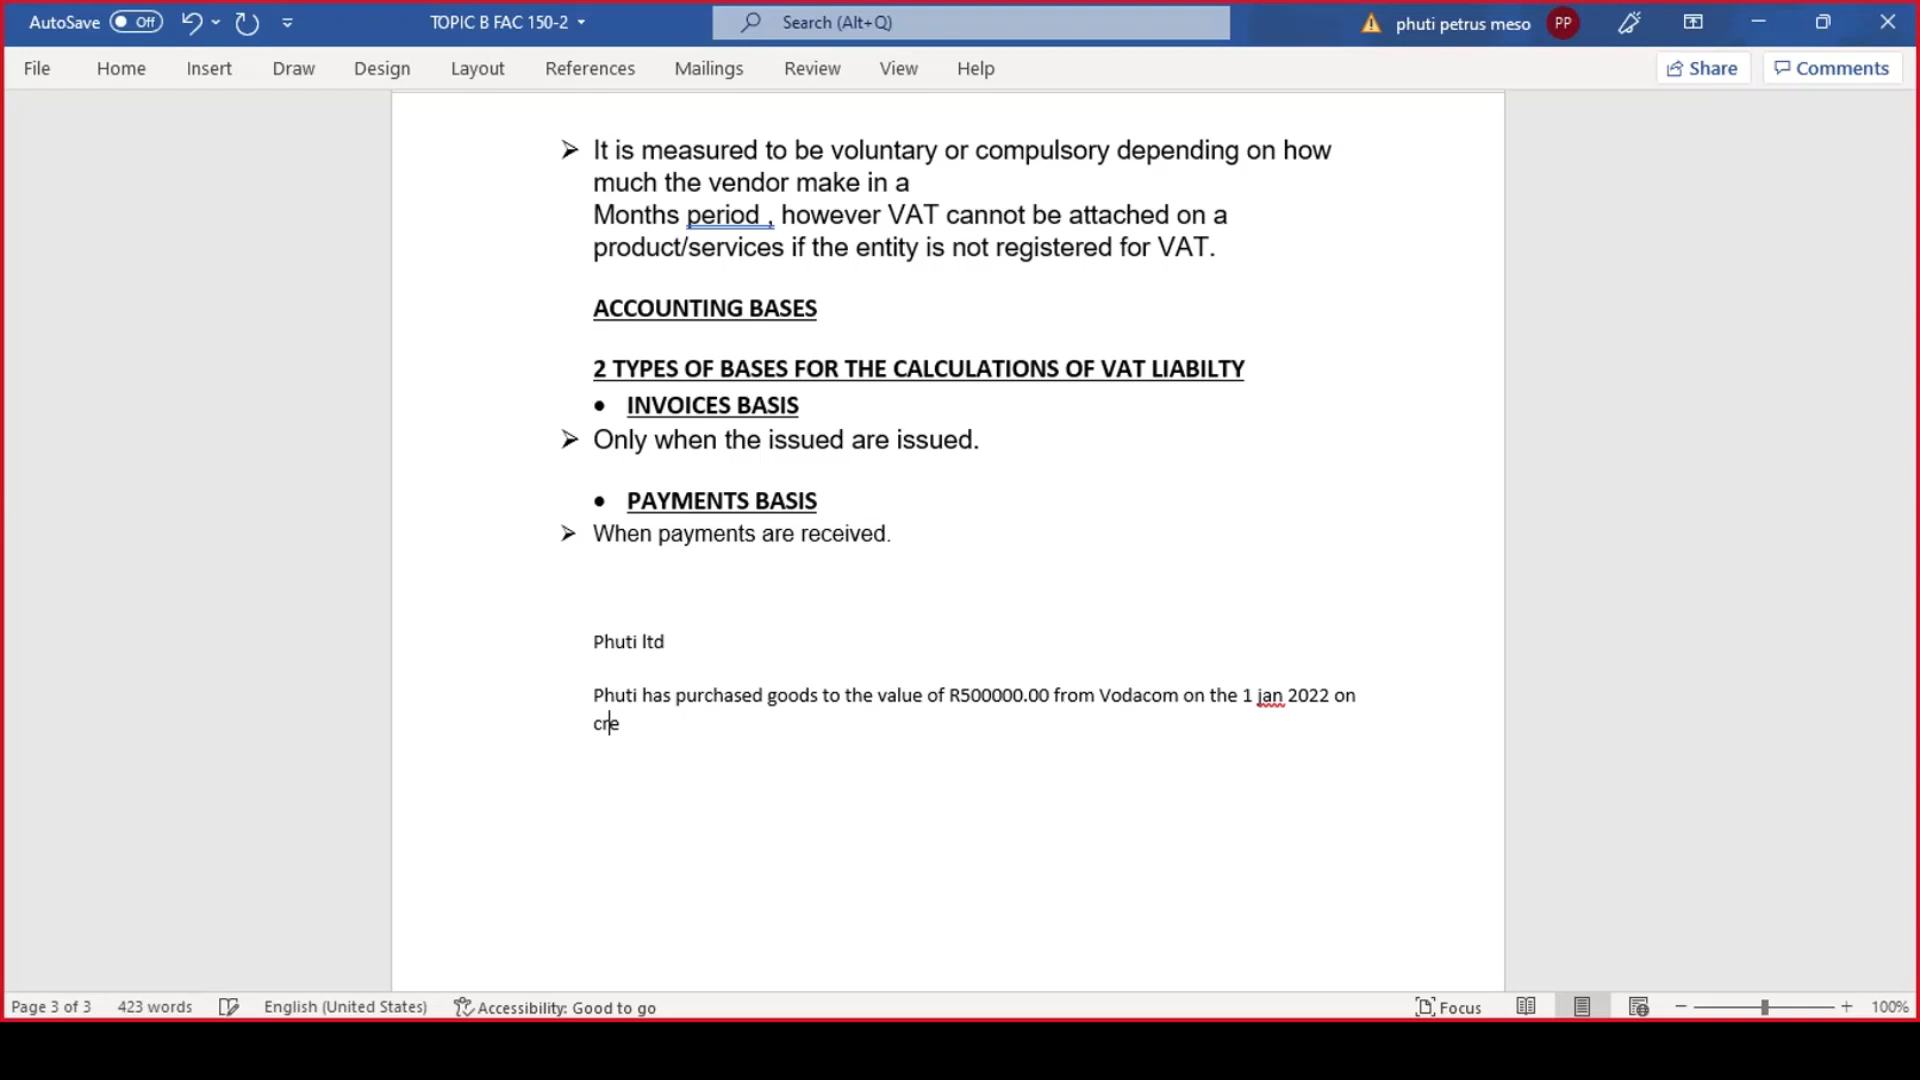 AutoSave Off TOPIC B FAC 150-2 Search (Alt+Q) phuti petrus meso PP
File Home Insert Draw Design Layout References Mailings Review View Help Share Comments
➢ It is measured to be voluntary or compulsory depending on how
much the vendor make in a
Months period , however VAT cannot be attached on a
product/services if the entity is not registered for VAT.
ACCOUNTING BASES
2 TYPES OF BASES FOR THE CALCULATIONS OF VAT LIABILTY
• INVOICES BASIS
➢ Only when the issued are issued.
• PAYMENTS BASIS
➢ When payments are received.
Phuti ltd
Phuti has purchased goods to the value of R500000.00 from Vodacom on the 1 jan 2022 on
cre
Page 3 of 3 423 words English (United States) Accessibility: Good to go Focus 100%